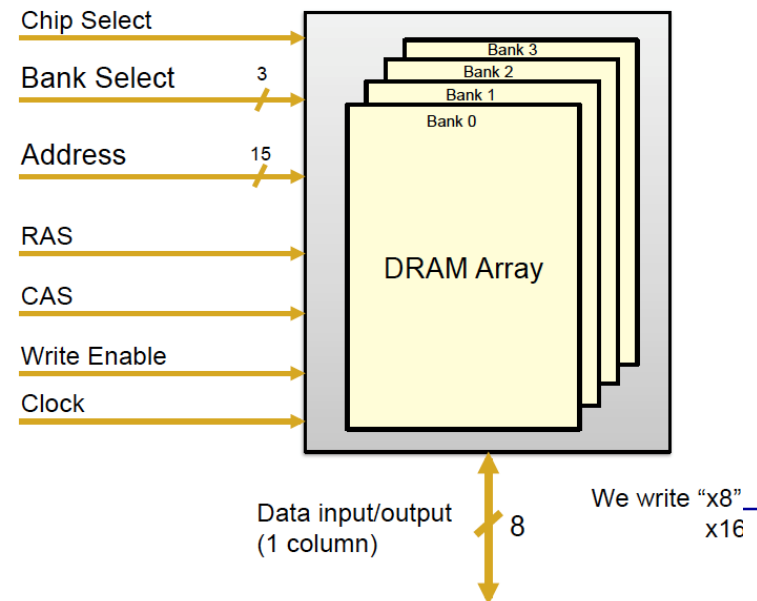 Chip Select
Bank Select
3
Address
15
RAS
CAS
Write Enable
Clock
Bank 3
Bank 2
Bank 1
Bank 0
DRAM Array
Data input/output
(1 column)
8
We write “x8”
x16